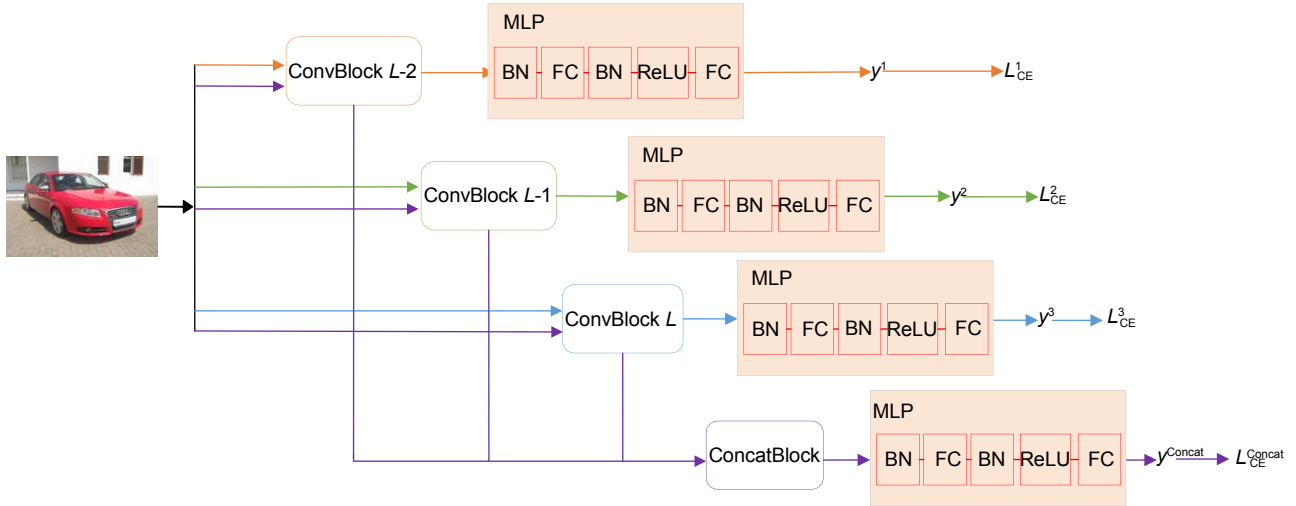 MLP
ConvBlock L-2
BN FC BN ReLU FC
y¹
L¹CE
MLP
ConvBlock L-1
BN FC BN ReLU FC
y²
L²CE
MLP
ConvBlock L
BN FC BN ReLU FC
y³
L³CE
MLP
ConcatBlock
BN FC BN ReLU FC
yConcat
LConcatCE